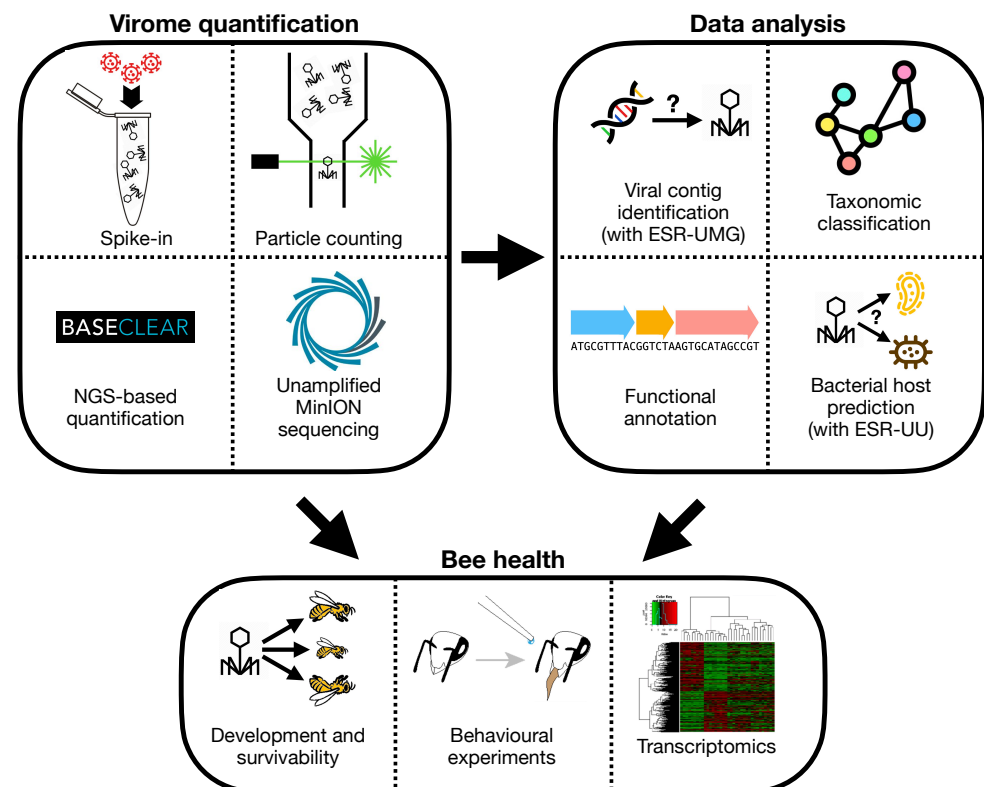 Virome quantification
Spike-in
Particle counting
BASECLEAR
NGS-based
quantification
Unamplified
MinION
sequencing
Data analysis
?
Viral contig
identification
(with ESR-UMG)
Taxonomic
classification
ATGCGTTTACGGTCTAAGTGCATAGCCGT
Functional
annotation
?
Bacterial host
prediction
(with ESR-UU)
Bee health
Development and
survivability
Behavioural
experiments
Transcriptomics